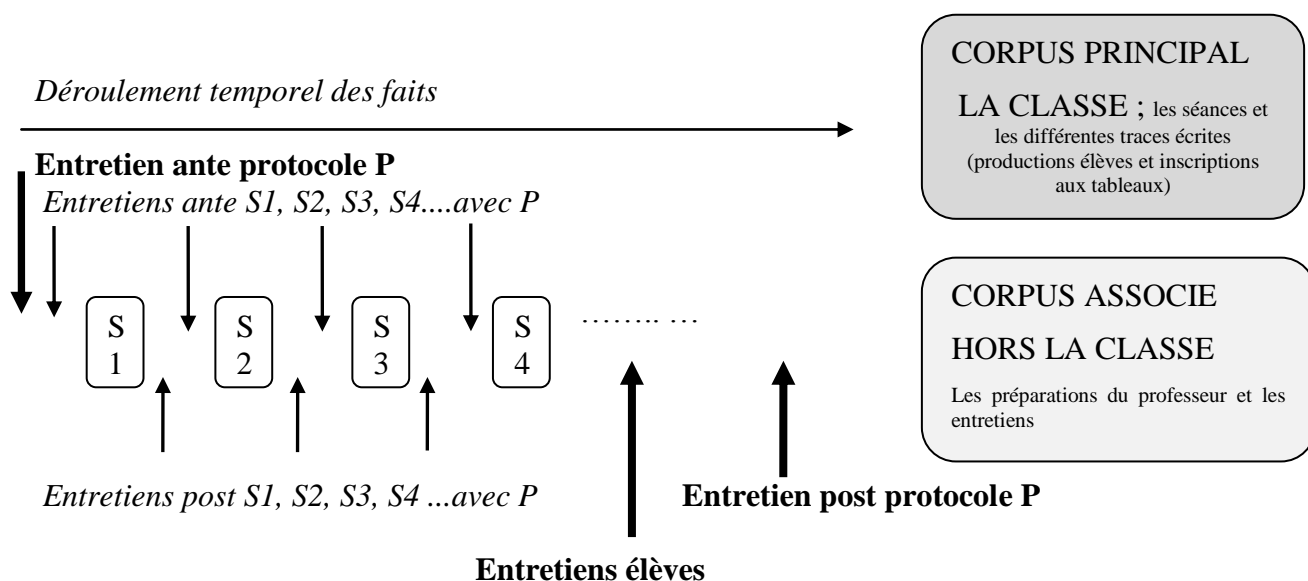 Déroulement temporel des faits
Entretien ante protocole P
Entretiens ante S1, S2, S3, S4....avec P
S
1
S
2
S
3
S
4
…….. …
Entretiens post S1, S2, S3, S4 ...avec P
Entretien post protocole P
Entretiens élèves
CORPUS PRINCIPAL
LA CLASSE ; les séances et
les différentes traces écrites
(productions élèves et inscriptions
aux tableaux)
CORPUS ASSOCIE
HORS LA CLASSE
Les préparations du professeur et les
entretiens